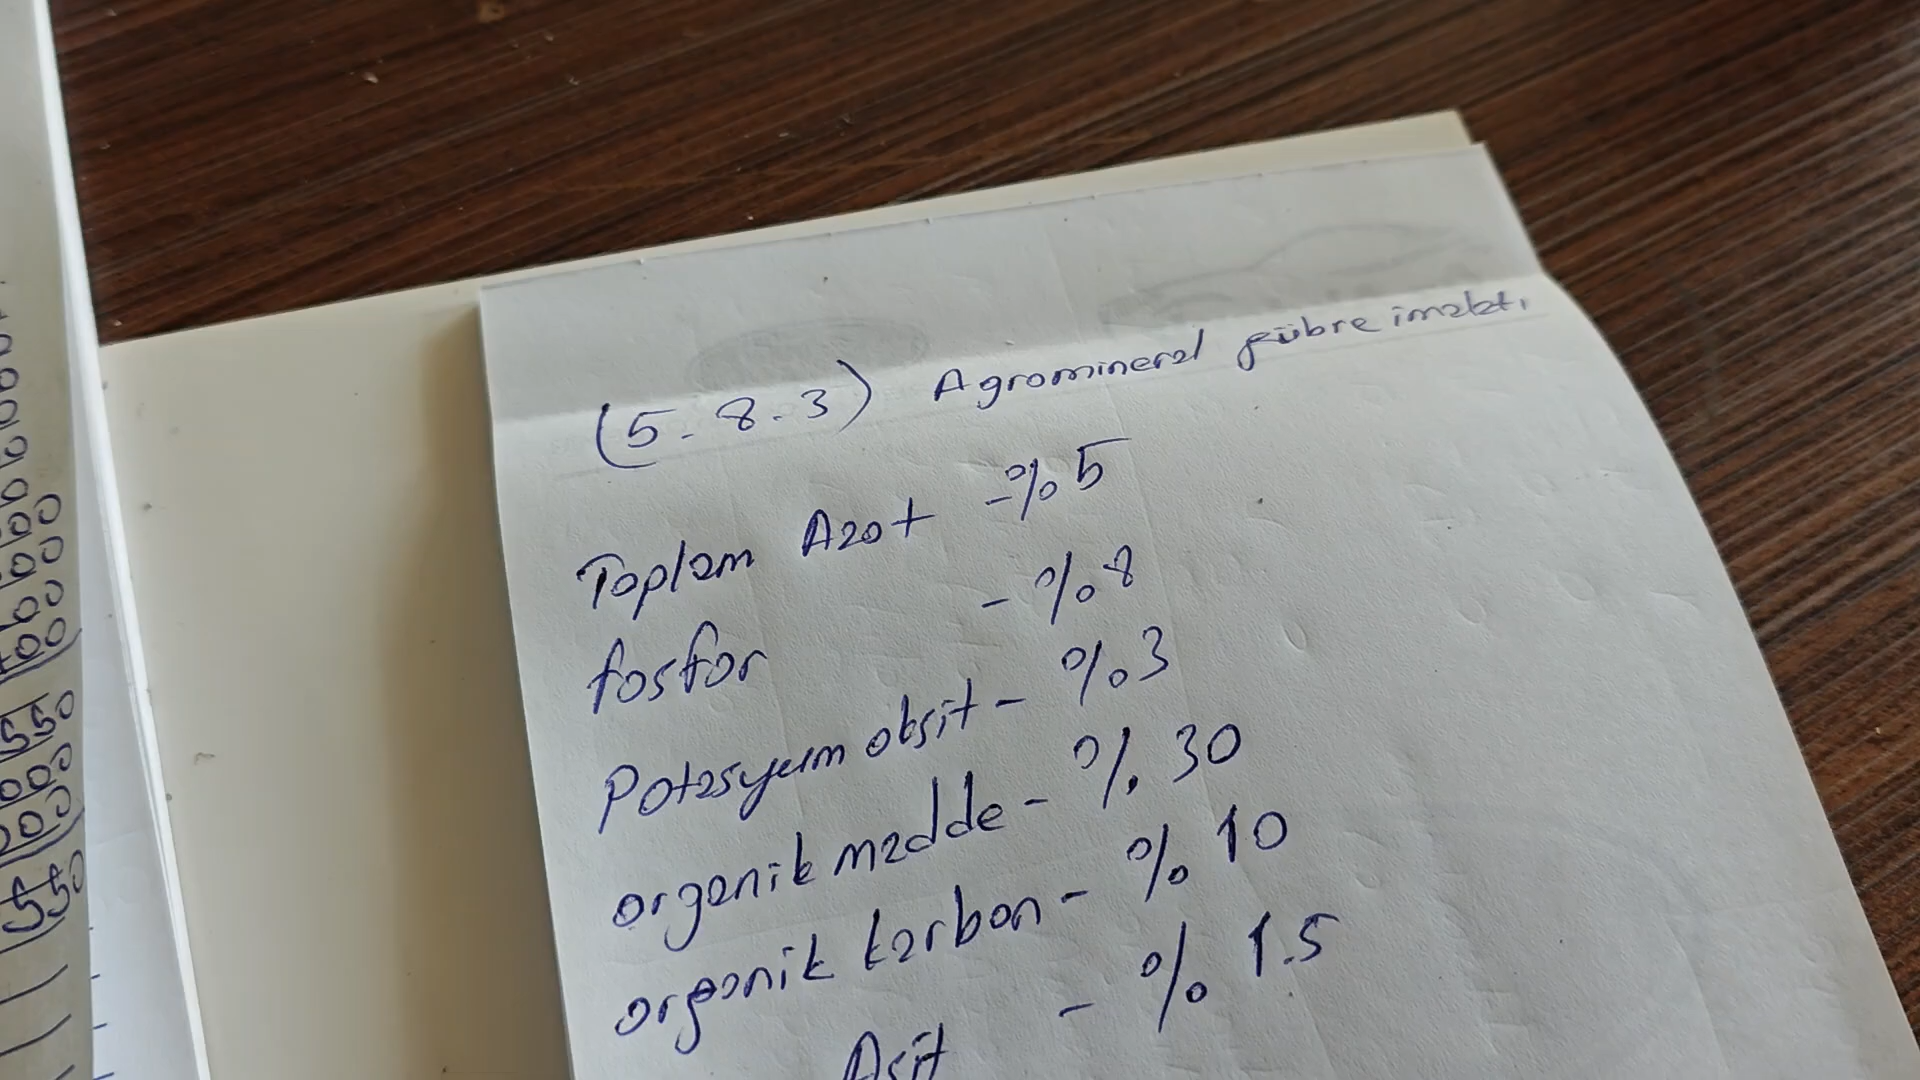 (5-8.3) Agromineral gübre imalatı
Toplam Azot -%5
fosfor - %8
Potasyum oksit - %3
organik madde - %30
organik karbon - %10
Asit - %1.5